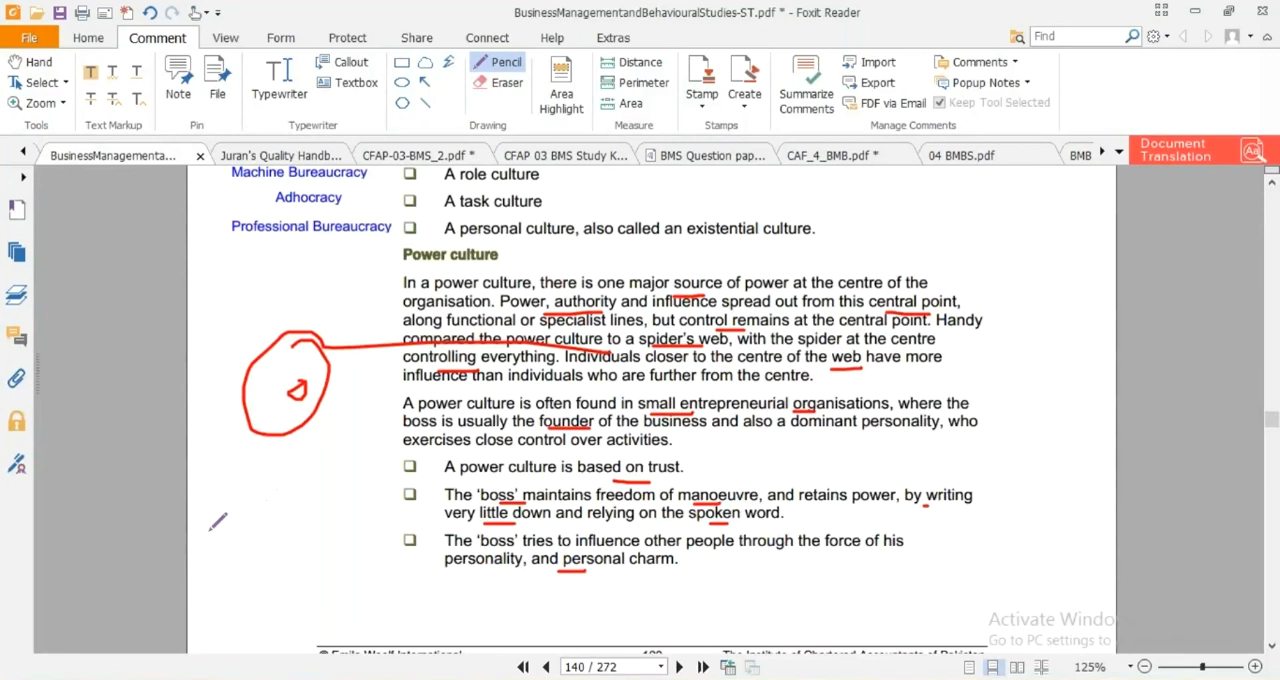 BusinessManagementandBehaviouralStudies-ST.pdf * - Foxit Reader
File Home Comment View Form Protect Share Connect Help Extras
Find
Hand
Select
Zoom
Tools
Text Markup
Note
File
Pin
Typewriter
Callout
Textbox
Typewriter
Pencil
Eraser
Drawing
Area
Highlight
Distance
Perimeter
Area
Measure
Stamp
Create
Stamps
Summarize
Comments
Import
Export
FDF via Email
Comments
Popup Notes
Keep Tool Selected
Manage Comments
BusinessManagementa...
Juran's Quality Handb...
CFAP-03-BMS_2.pdf *
CFAP 03 BMS Study K...
BMS Question pap...
CAF_4_BMB.pdf *
04 BMBS.pdf
BMB
Document
Translation
Machine Bureaucracy
A role culture
Adhocracy
A task culture
Professional Bureaucracy
A personal culture, also called an existential culture.
Power culture
In a power culture, there is one major source of power at the centre of the
organisation. Power, authority and influence spread out from this central point,
along functional or specialist lines, but control remains at the central point. Handy
compared the power culture to a spider's web, with the spider at the centre
controlling everything. Individuals closer to the centre of the web have more
influence than individuals who are further from the centre.
A power culture is often found in small entrepreneurial organisations, where the
boss is usually the founder of the business and also a dominant personality, who
exercises close control over activities.
A power culture is based on trust.
The 'boss' maintains freedom of manoeuvre, and retains power, by writing
very little down and relying on the spoken word.
The 'boss' tries to influence other people through the force of his
personality, and personal charm.
Activate Windo
Go to PC settings to
140 / 272
125%